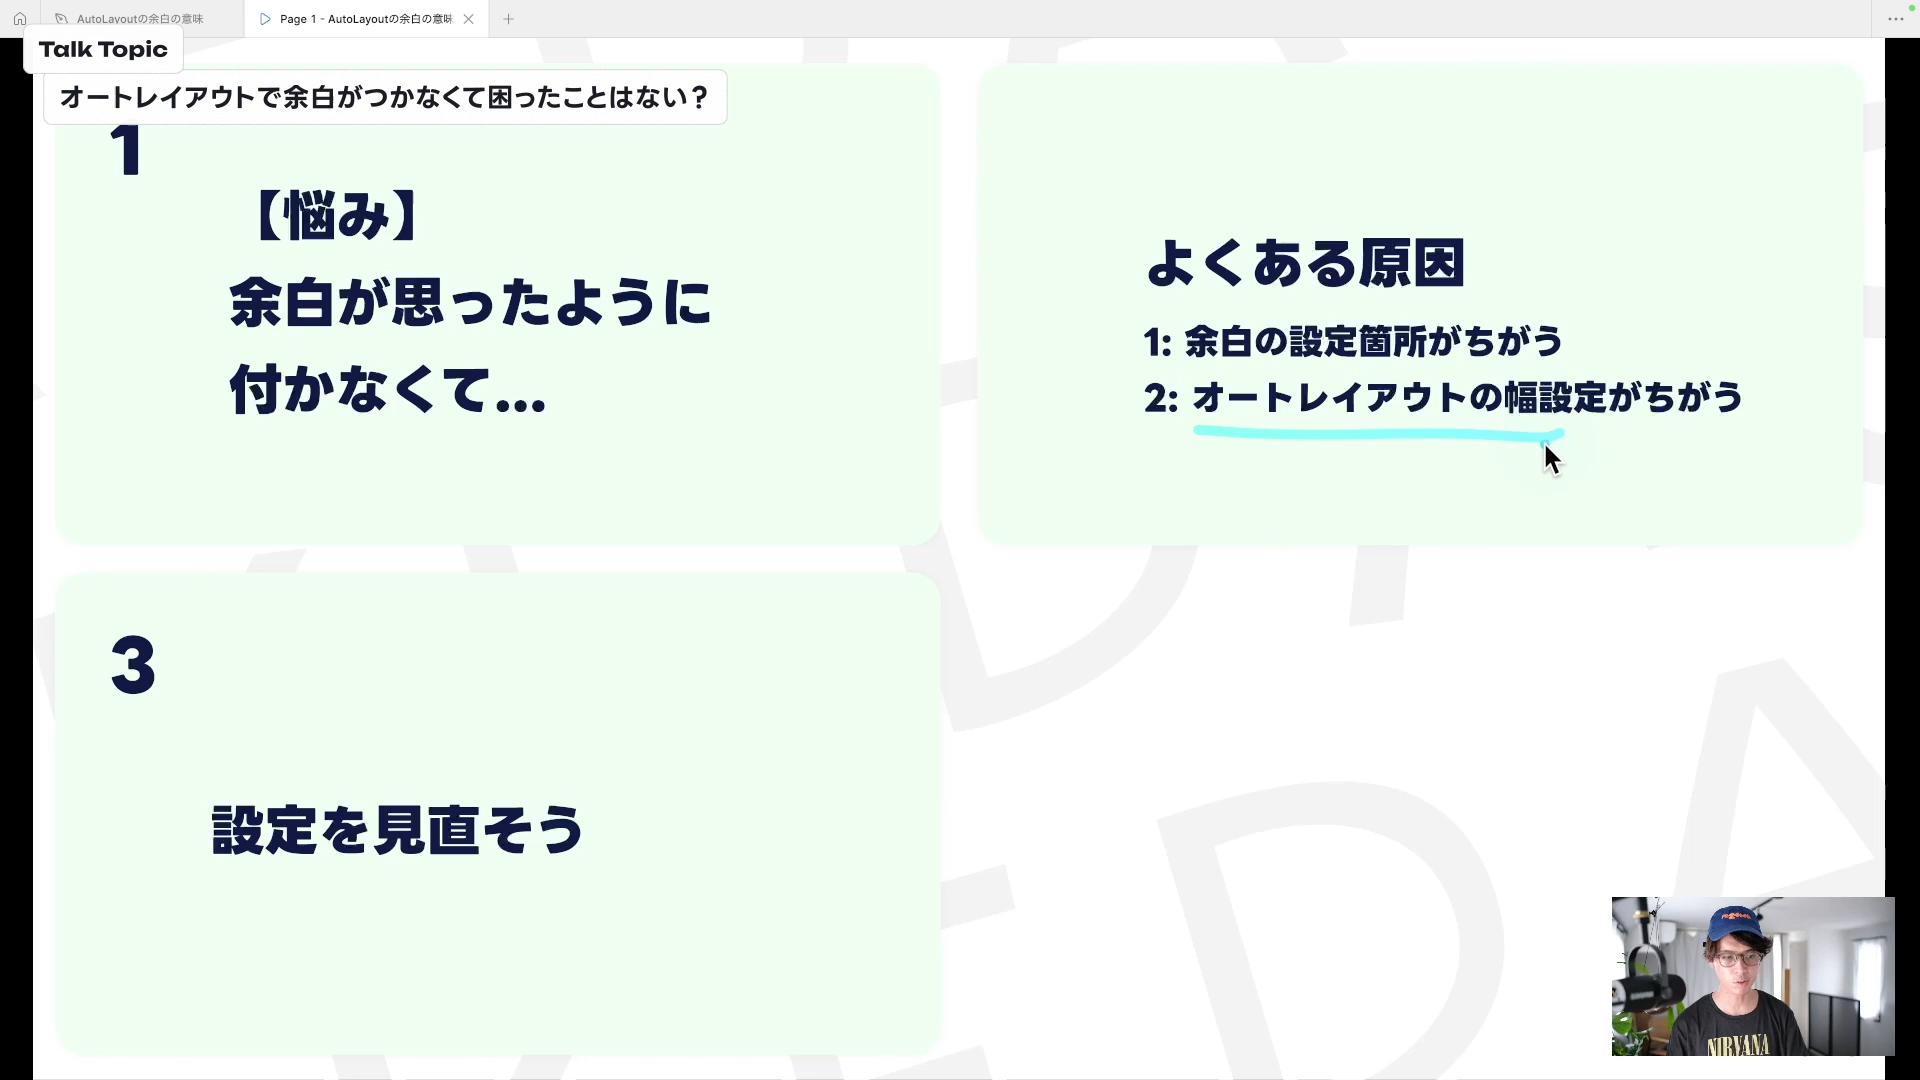 AutoLayoutの余白の意味
Page 1 - AutoLayoutの余白の意味
Talk Topic
オートレイアウトで余白がつかなくて困ったことはない？
1
【悩み】
余白が思ったように
付かなくて...
よくある原因
1: 余白の設定箇所がちがう
2: オートレイアウトの幅設定がちがう
3
設定を見直そう
NIRVANA